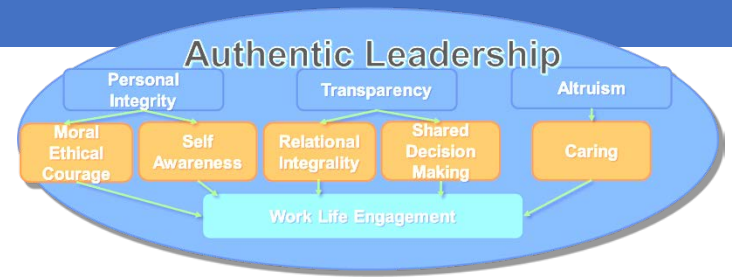 Authentic Leadership
Personal
Integrity
Transparency
Altruism
Moral
Ethical
Courage
Self
Awareness
Relational
Integrality
Shared
Decision
Making
Caring
Work Life Engagement